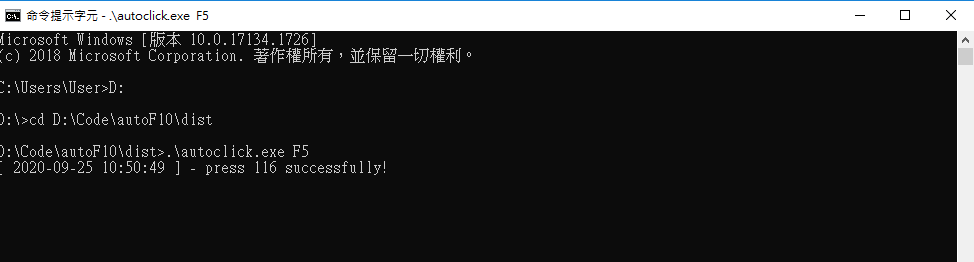 命令提示字元 - .\autoclick.exe F5
Microsoft Windows [版本 10.0.17134.1726]
(c) 2018 Microsoft Corporation. 著作權所有，並保留一切權利。
C:\Users\User>D:
D:\>cd D:\Code\autoF10\dist
D:\Code\autoF10\dist>.\autoclick.exe F5
[ 2020-09-25 10:50:49 ] - press 116 successfully!